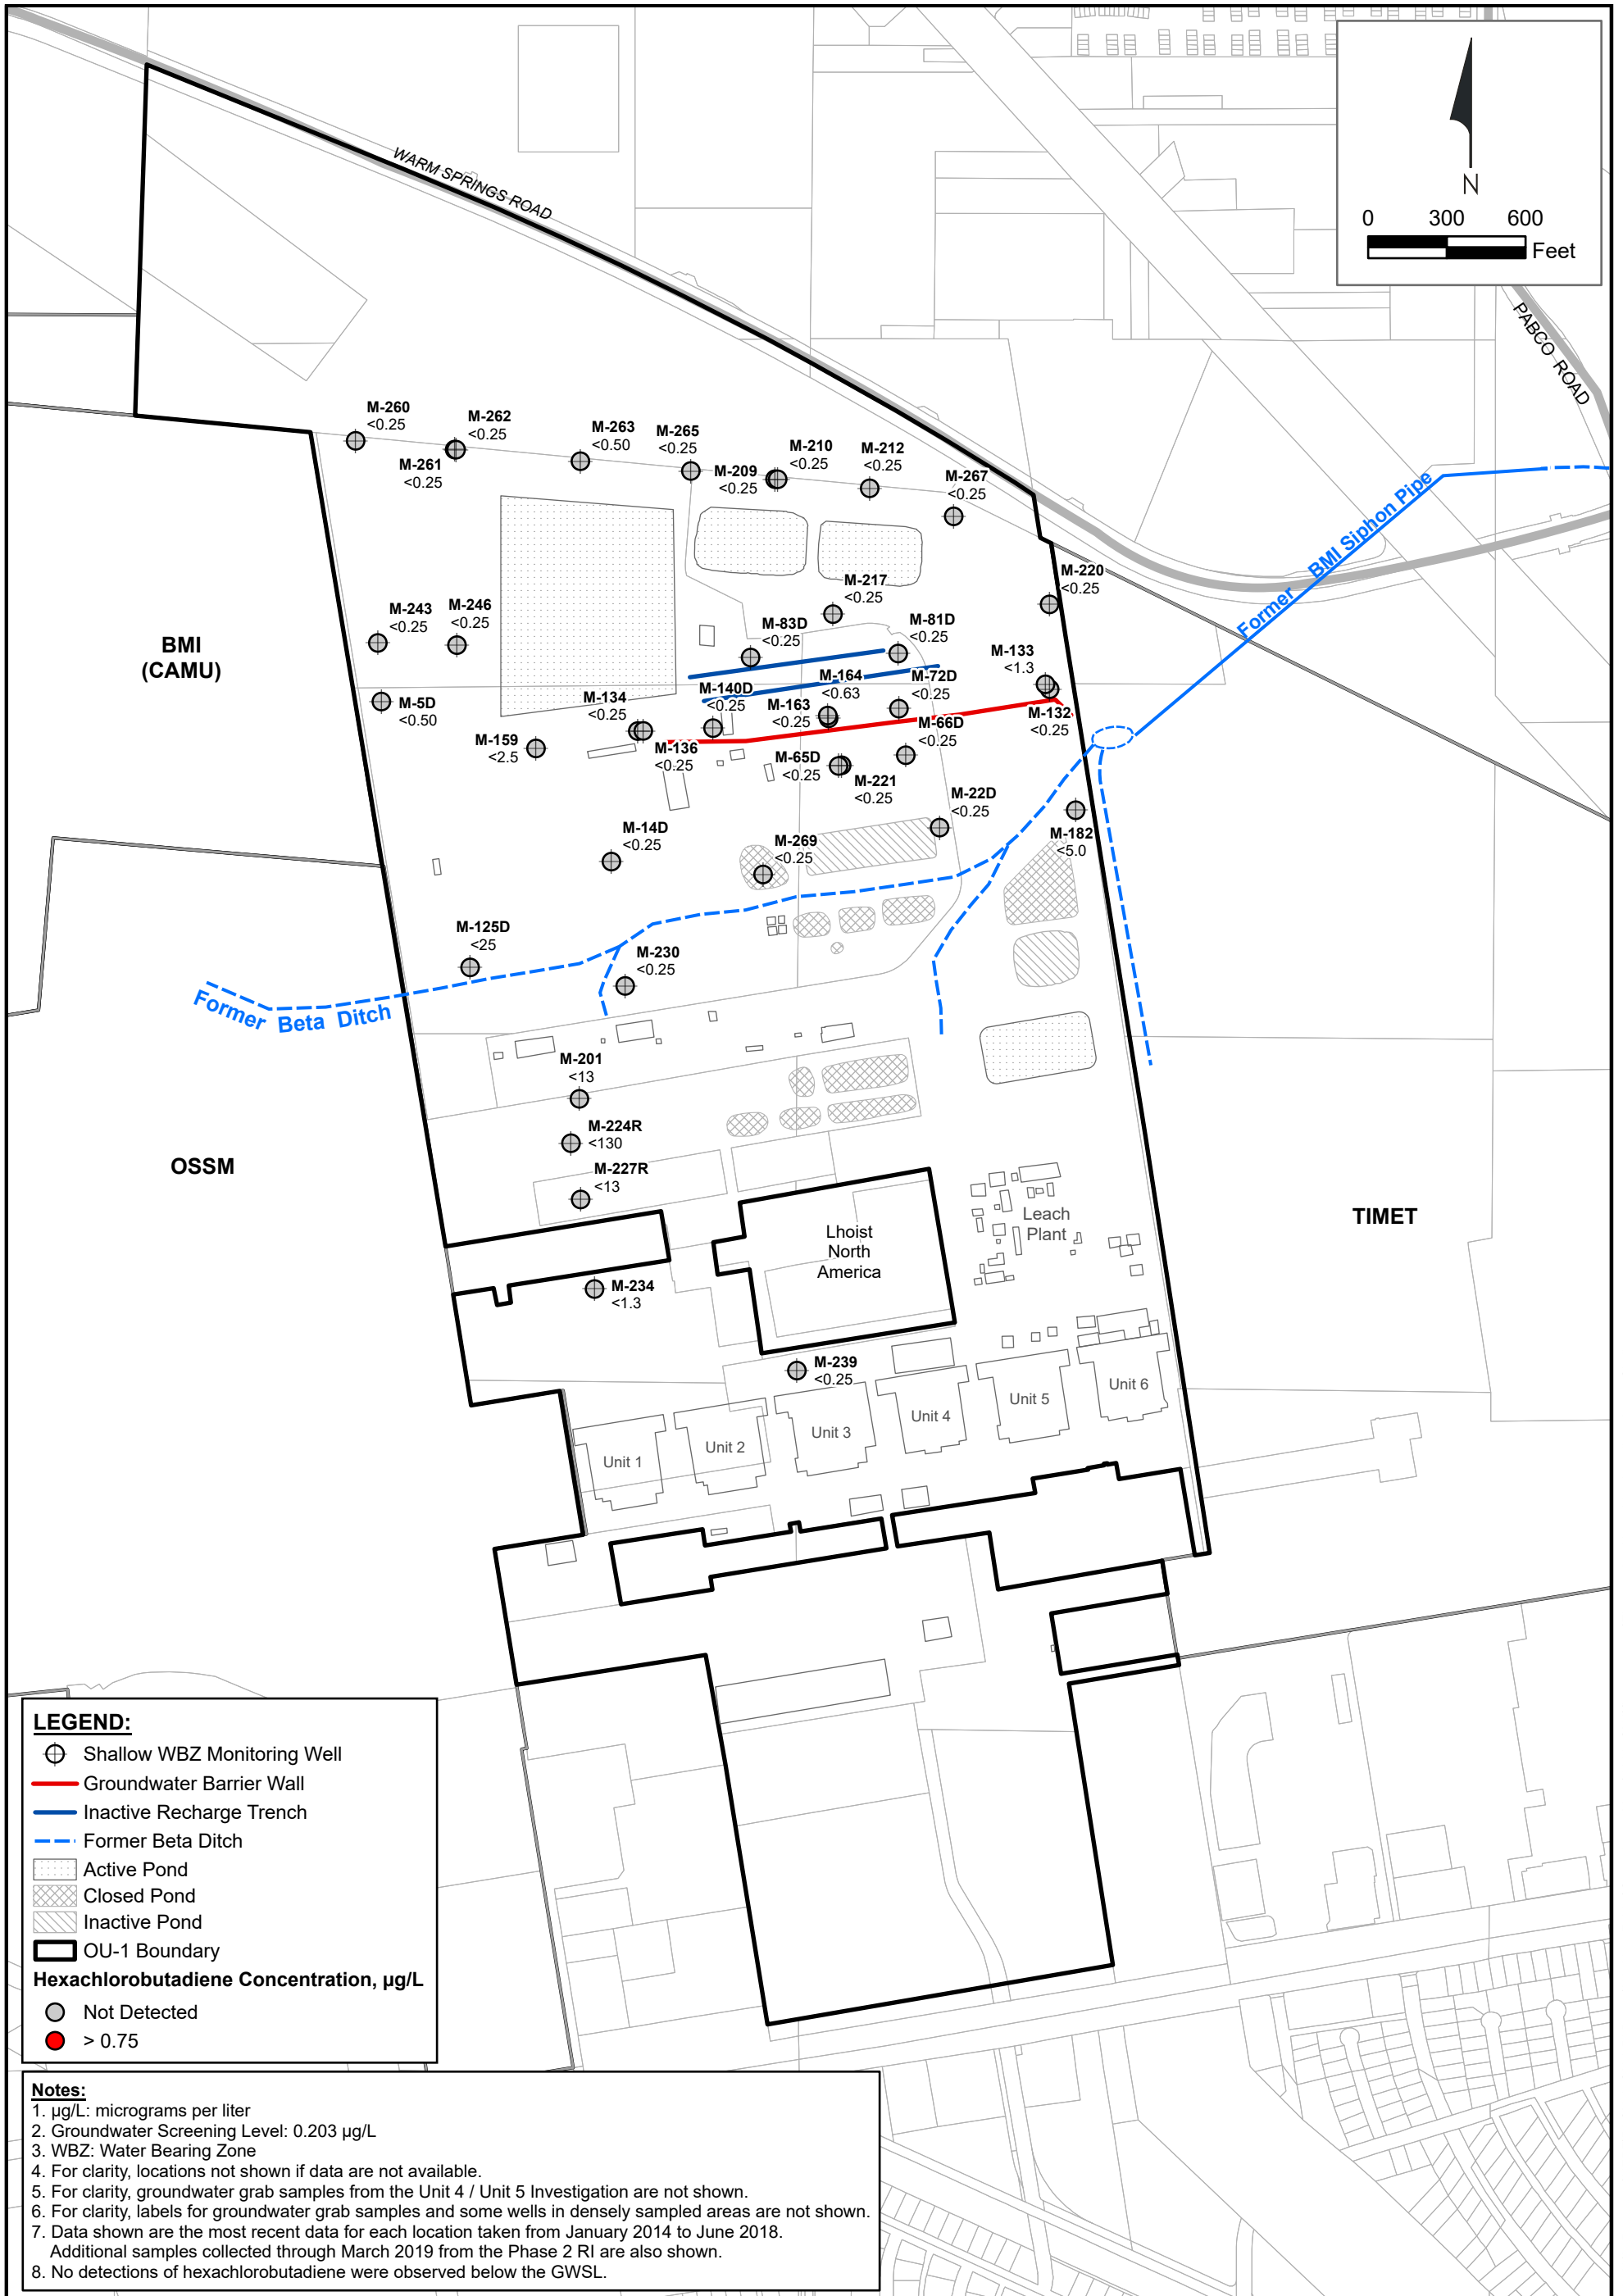 WARM SPRINGS ROAD
N
0 300 600
Feet
PABCO ROAD
M-260
<0.25
M-262
<0.25
M-261
<0.25
M-263
<0.50
M-265
<0.25
M-209
<0.25
M-210
<0.25
M-212
<0.25
M-267
<0.25
Former BMI Siphon Pipe
M-220
<0.25
M-217
<0.25
M-243
<0.25
M-246
<0.25
M-83D
<0.25
M-81D
<0.25
BMI
(CAMU)
M-133
<1.3
M-5D
<0.50
M-134
<0.25
M-140D
<0.25
M-164
<0.63
M-72D
<0.25
M-163
<0.25
M-132
<0.25
M-159
<2.5
M-136
<0.25
M-66D
<0.25
M-65D
<0.25
M-221
<0.25
M-22D
<0.25
M-182
<5.0
M-14D
<0.25
M-269
<0.25
M-125D
<25
M-230
<0.25
Former Beta Ditch
M-201
<13
M-224R
<130
OSSM
M-227R
<13
Leach
Plant
TIMET
Lhoist
North
America
M-234
<1.3
M-239
<0.25
Unit 6
Unit 5
Unit 4
Unit 3
Unit 2
Unit 1
LEGEND:
Shallow WBZ Monitoring Well
Groundwater Barrier Wall
Inactive Recharge Trench
Former Beta Ditch
Active Pond
Closed Pond
Inactive Pond
OU-1 Boundary
Hexachlorobutadiene Concentration, µg/L
Not Detected
> 0.75
Notes:
1. µg/L: micrograms per liter
2. Groundwater Screening Level: 0.203 µg/L
3. WBZ: Water Bearing Zone
4. For clarity, locations not shown if data are not available.
5. For clarity, groundwater grab samples from the Unit 4 / Unit 5 Investigation are not shown.
6. For clarity, labels for groundwater grab samples and some wells in densely sampled areas are not shown.
7. Data shown are the most recent data for each location taken from January 2014 to June 2018.
Additional samples collected through March 2019 from the Phase 2 RI are also shown.
8. No detections of hexachlorobutadiene were observed below the GWSL.